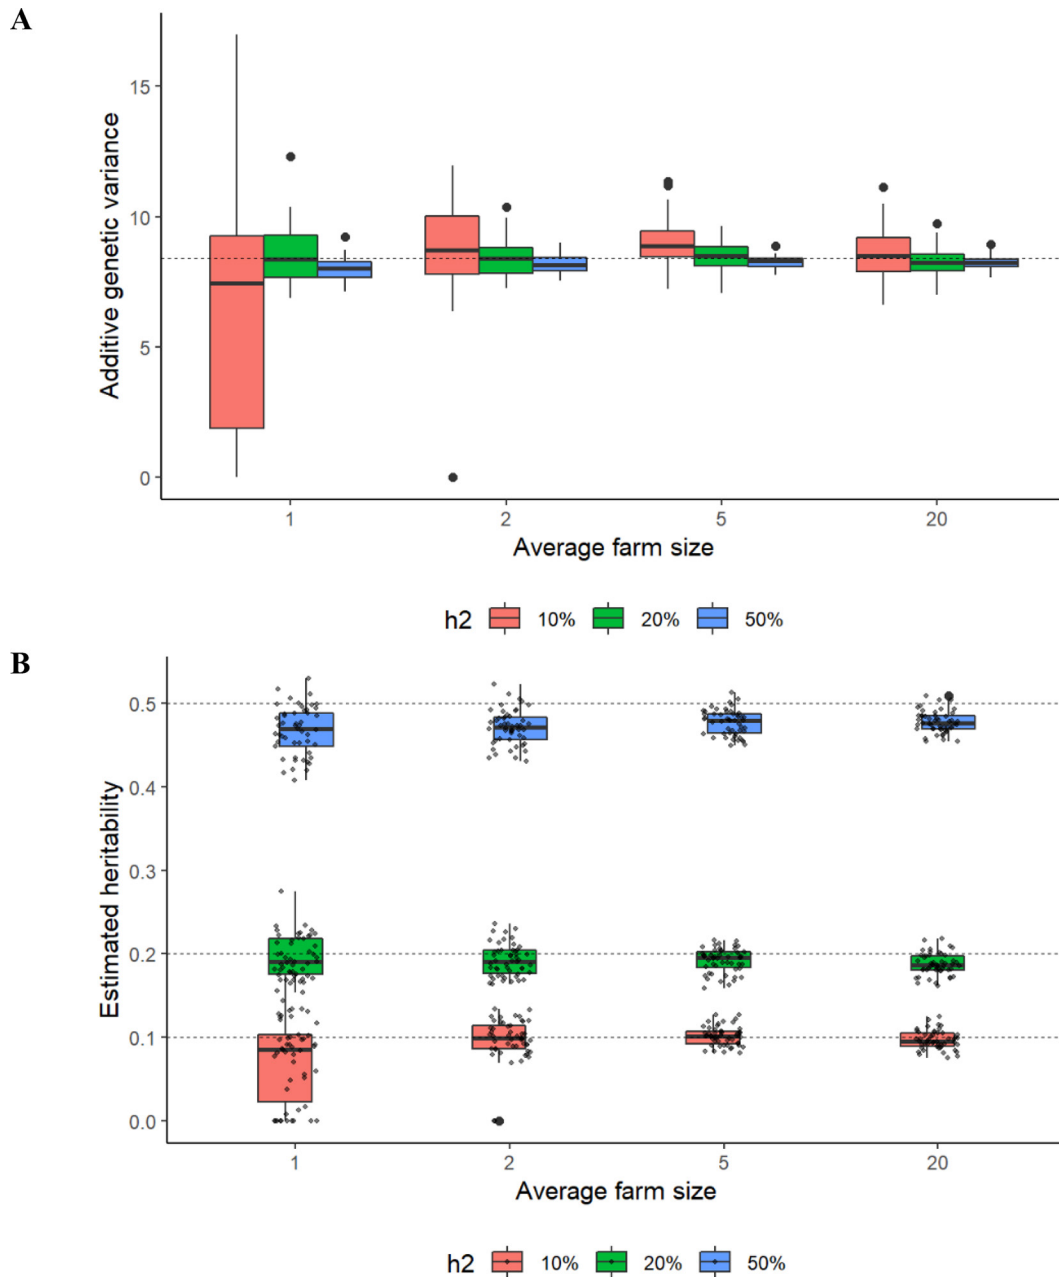 A
Additive genetic variance
15
10
5
0
1 2 5 20
Average farm size
h2 10% 20% 50%
B
Estimated heritability
0.5
0.4
0.3
0.2
0.1
0.0
1 2 5 20
Average farm size
h2 10% 20% 50%